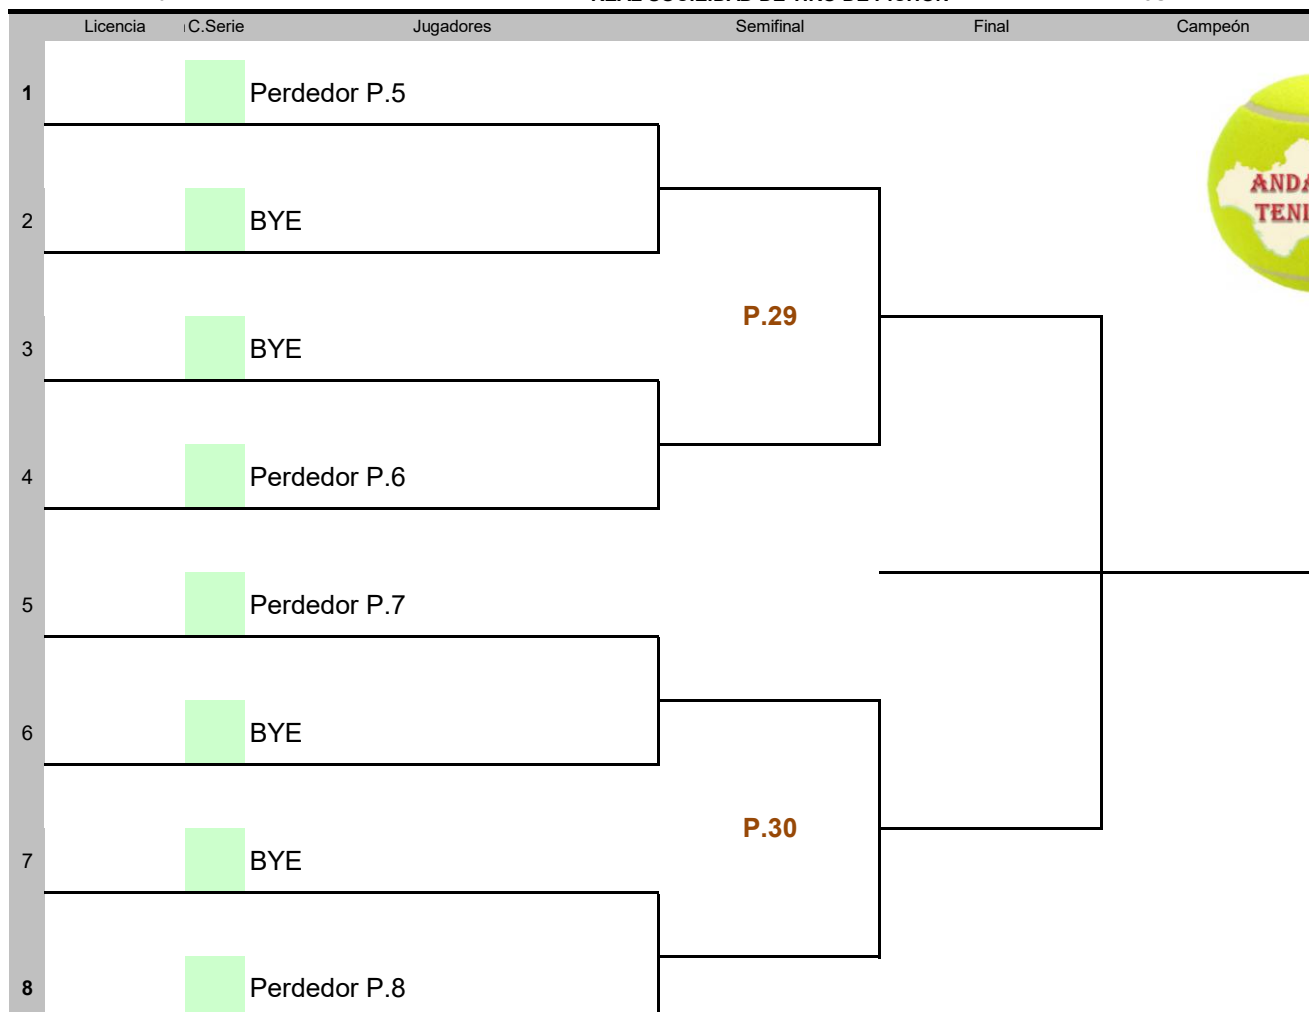 Licencia C.Serie Jugadores Semifinal Final Campeón
1 Perdedor P.5
2 BYE
P.29
3 BYE
4 Perdedor P.6
5 Perdedor P.7
6 BYE
P.30
7 BYE
8 Perdedor P.8